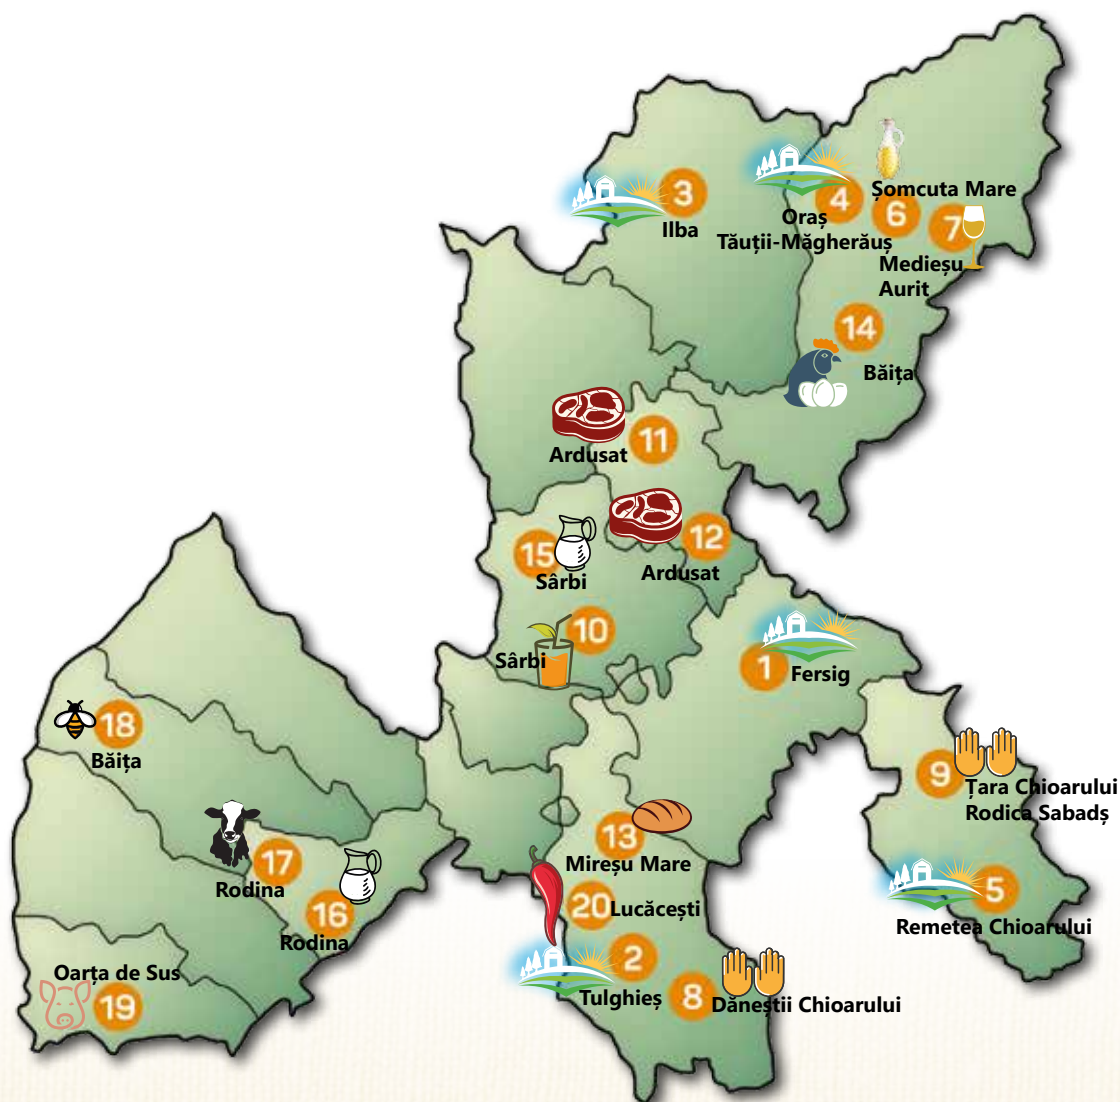 3
Ilba
4
Oraș
Tăuții-Măgherăuș
6
Șomcuta Mare
7
Medieșu
Aurit
14
Băița
11
Ardusat
12
Ardusat
15
Sârbi
10
Sârbi
1
Fersig
18
Băița
17
Rodina
16
Rodina
Oarța de Sus
19
9
Țara Chioarului
Rodica Sabadș
13
Mireșu Mare
5
Remetea Chioarului
20
Lucăcești
2
Tulghieș
8
Dăneștii Chioarului